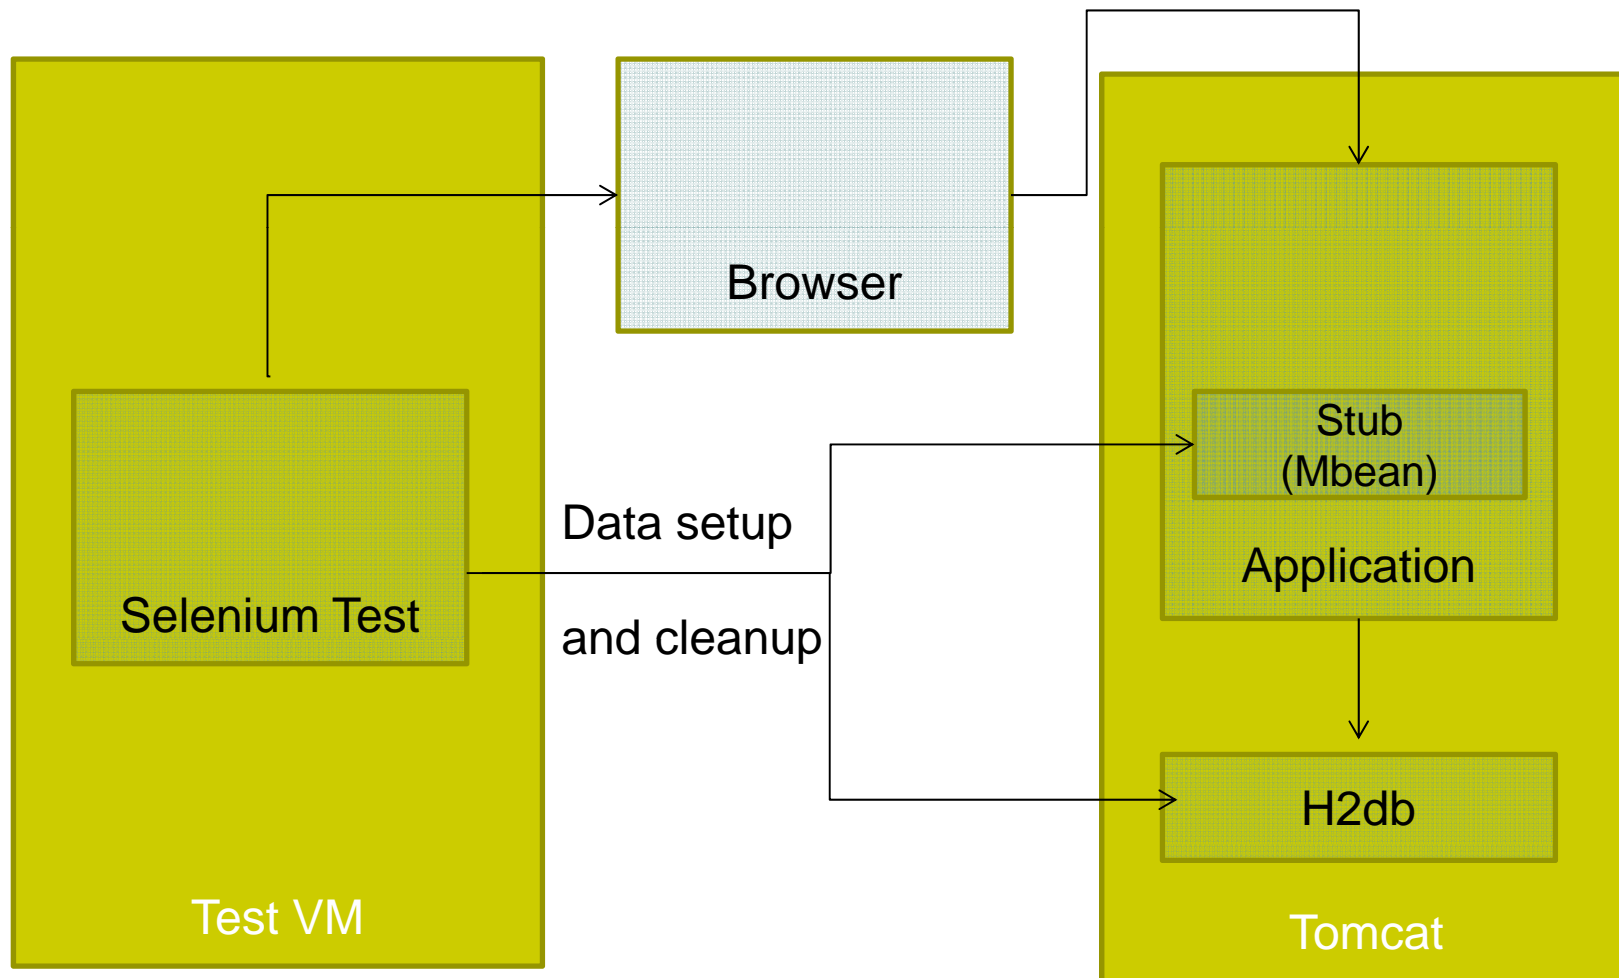 Browser
Stub
(Mbean)
Data setup
Application
Selenium Test
and cleanup
H2db
Test VM
Tomcat